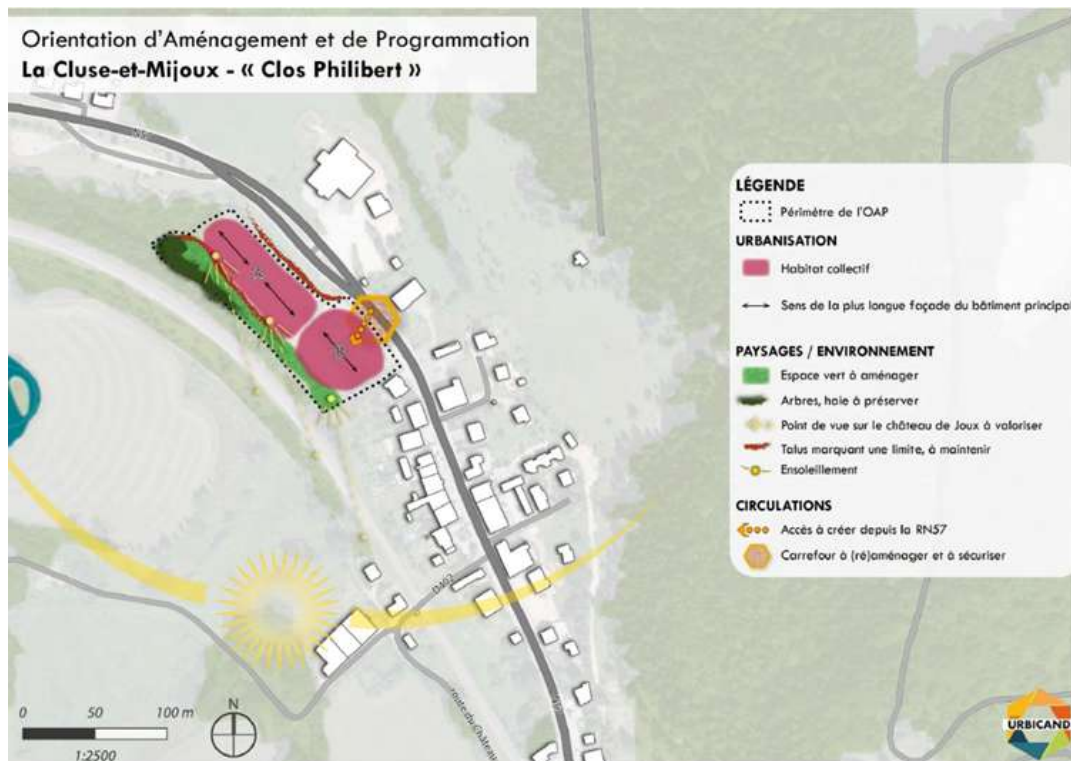 Orientation d'Aménagement et de Programmation
La Cluse-et-Mijoux - « Clos Philibert »
LÉGENDE
Périmètre de l'OAP
URBANISATION
Habitat collectif
Sens de la plus longue façade du bâtiment principal
PAYSAGES / ENVIRONNEMENT
Espace vert à aménager
Arbres, haie à préserver
Point de vue sur le château de Joux à valoriser
Talus marquant une limite, à maintenir
Ensoleillement
CIRCULATIONS
Accès à créer depuis la RN57
Carrefour à (ré)aménager et à sécuriser
route du Château
0 50 100 m
1:2500
N
URBICAND